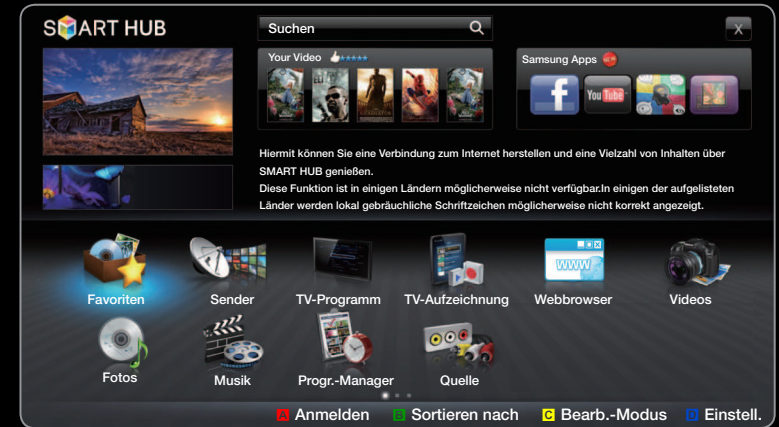 SMART HUB
Suchen
X
Your Video
Samsung Apps
You Tube
Hiermit können Sie eine Verbindung zum Internet herstellen und eine Vielzahl von Inhalten über
SMART HUB genießen.
Diese Funktion ist in einigen Ländern möglicherweise nicht verfügbar.In einigen der aufgelisteten
Länder werden lokal gebräuchliche Schriftzeichen möglicherweise nicht korrekt angezeigt.
WWW
Favoriten Sender TV-Programm TV-Aufzeichnung Webbrowser Videos
Fotos Musik Progr.-Manager Quelle
A Anmelden B Sortieren nach C Bearb.-Modus D Einstell.